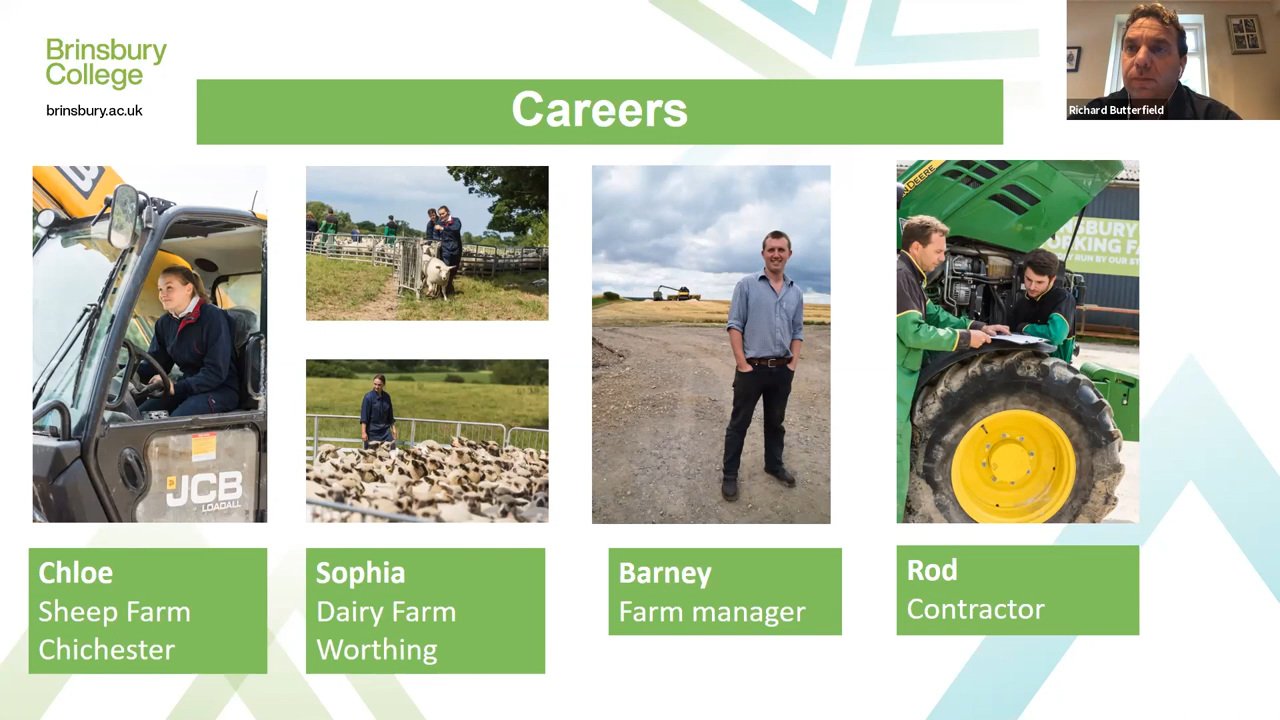 Brinsbury
College
brinsbury.ac.uk
Careers
Richard Butterfield
JCB
LOADALL
DEERE
Chloe
Sheep Farm
Chichester
Sophia
Dairy Farm
Worthing
Barney
Farm manager
Rod
Contractor